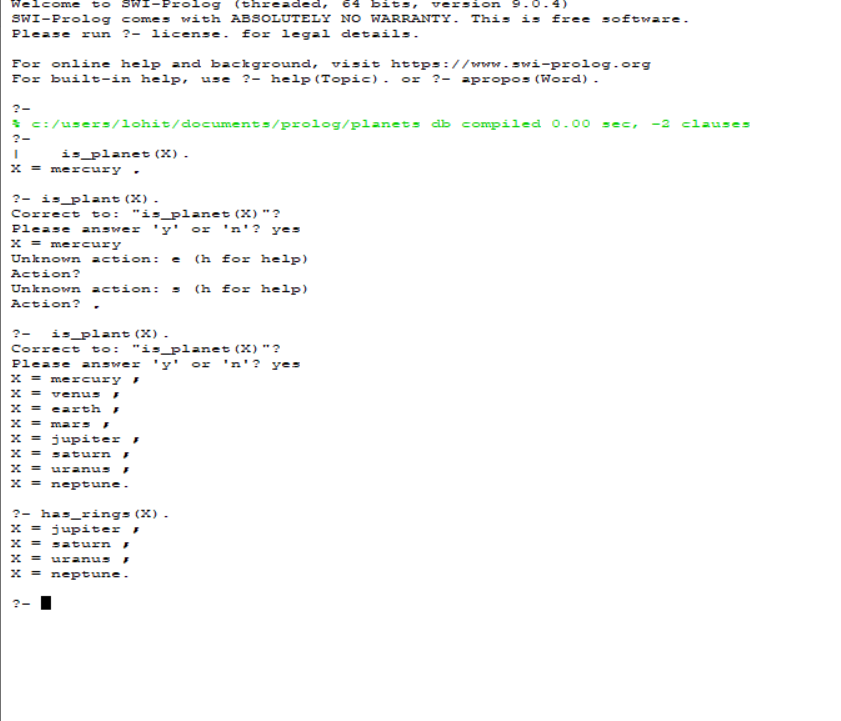 Welcome to SWI-Prolog (threaded, 64 bits, version 9.0.4)
SWI-Prolog comes with ABSOLUTELY NO WARRANTY. This is free software.
Please run ?- license. for legal details.
For online help and background, visit https://www.swi-prolog.org
For built-in help, use ?- help(Topic). or ?- apropos(Word).
?-
% c:/users/lohit/documents/prolog/planets db compiled 0.00 sec, -2 clauses
?-
|    is_planet(X).
X = mercury .
?- is_plant(X).
Correct to: "is_planet(X)"?
Please answer 'y' or 'n'? yes
X = mercury
Unknown action: e (h for help)
Action?
Unknown action: s (h for help)
Action? .
?-  is_plant(X).
Correct to: "is_planet(X)"?
Please answer 'y' or 'n'? yes
X = mercury ;
X = venus ;
X = earth ;
X = mars ;
X = jupiter ;
X = saturn ;
X = uranus ;
X = neptune.
?- has_rings(X).
X = jupiter ;
X = saturn ;
X = uranus ;
X = neptune.
?-